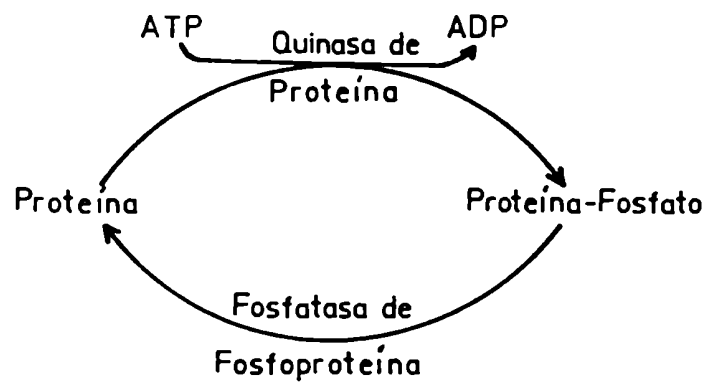 ATP
ADP
Quinasa de
Proteína
Proteína
Proteína-Fosfato
Fosfatasa de
Fosfoproteína